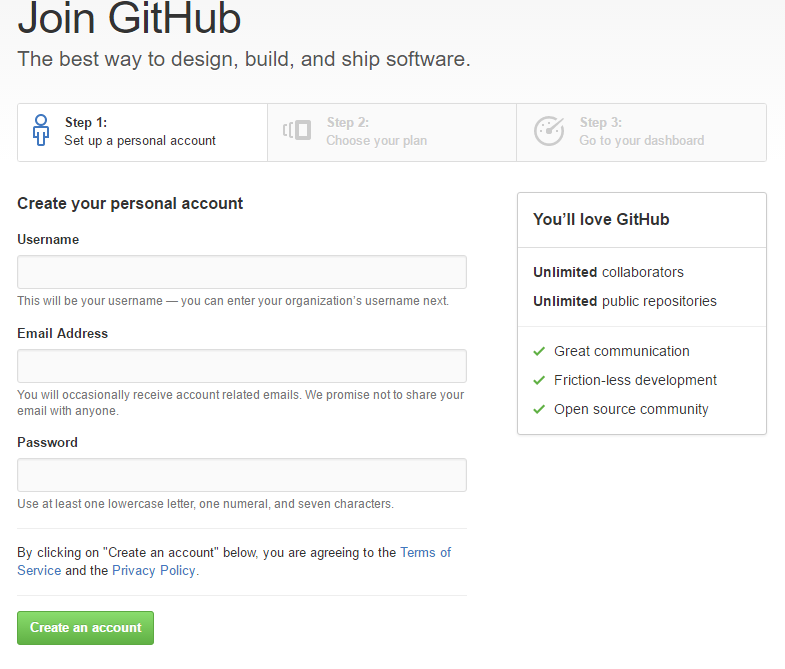 Join GitHub
The best way to design, build, and ship software.
Step 1:
Set up a personal account
Step 2:
Choose your plan
Step 3:
Go to your dashboard
Create your personal account
Username
This will be your username — you can enter your organization's username next.
Email Address
You will occasionally receive account related emails. We promise not to share your
email with anyone.
Password
Use at least one lowercase letter, one numeral, and seven characters.
By clicking on "Create an account" below, you are agreeing to the Terms of
Service and the Privacy Policy.
Create an account
You'll love GitHub
Unlimited collaborators
Unlimited public repositories
Great communication
Friction-less development
Open source community